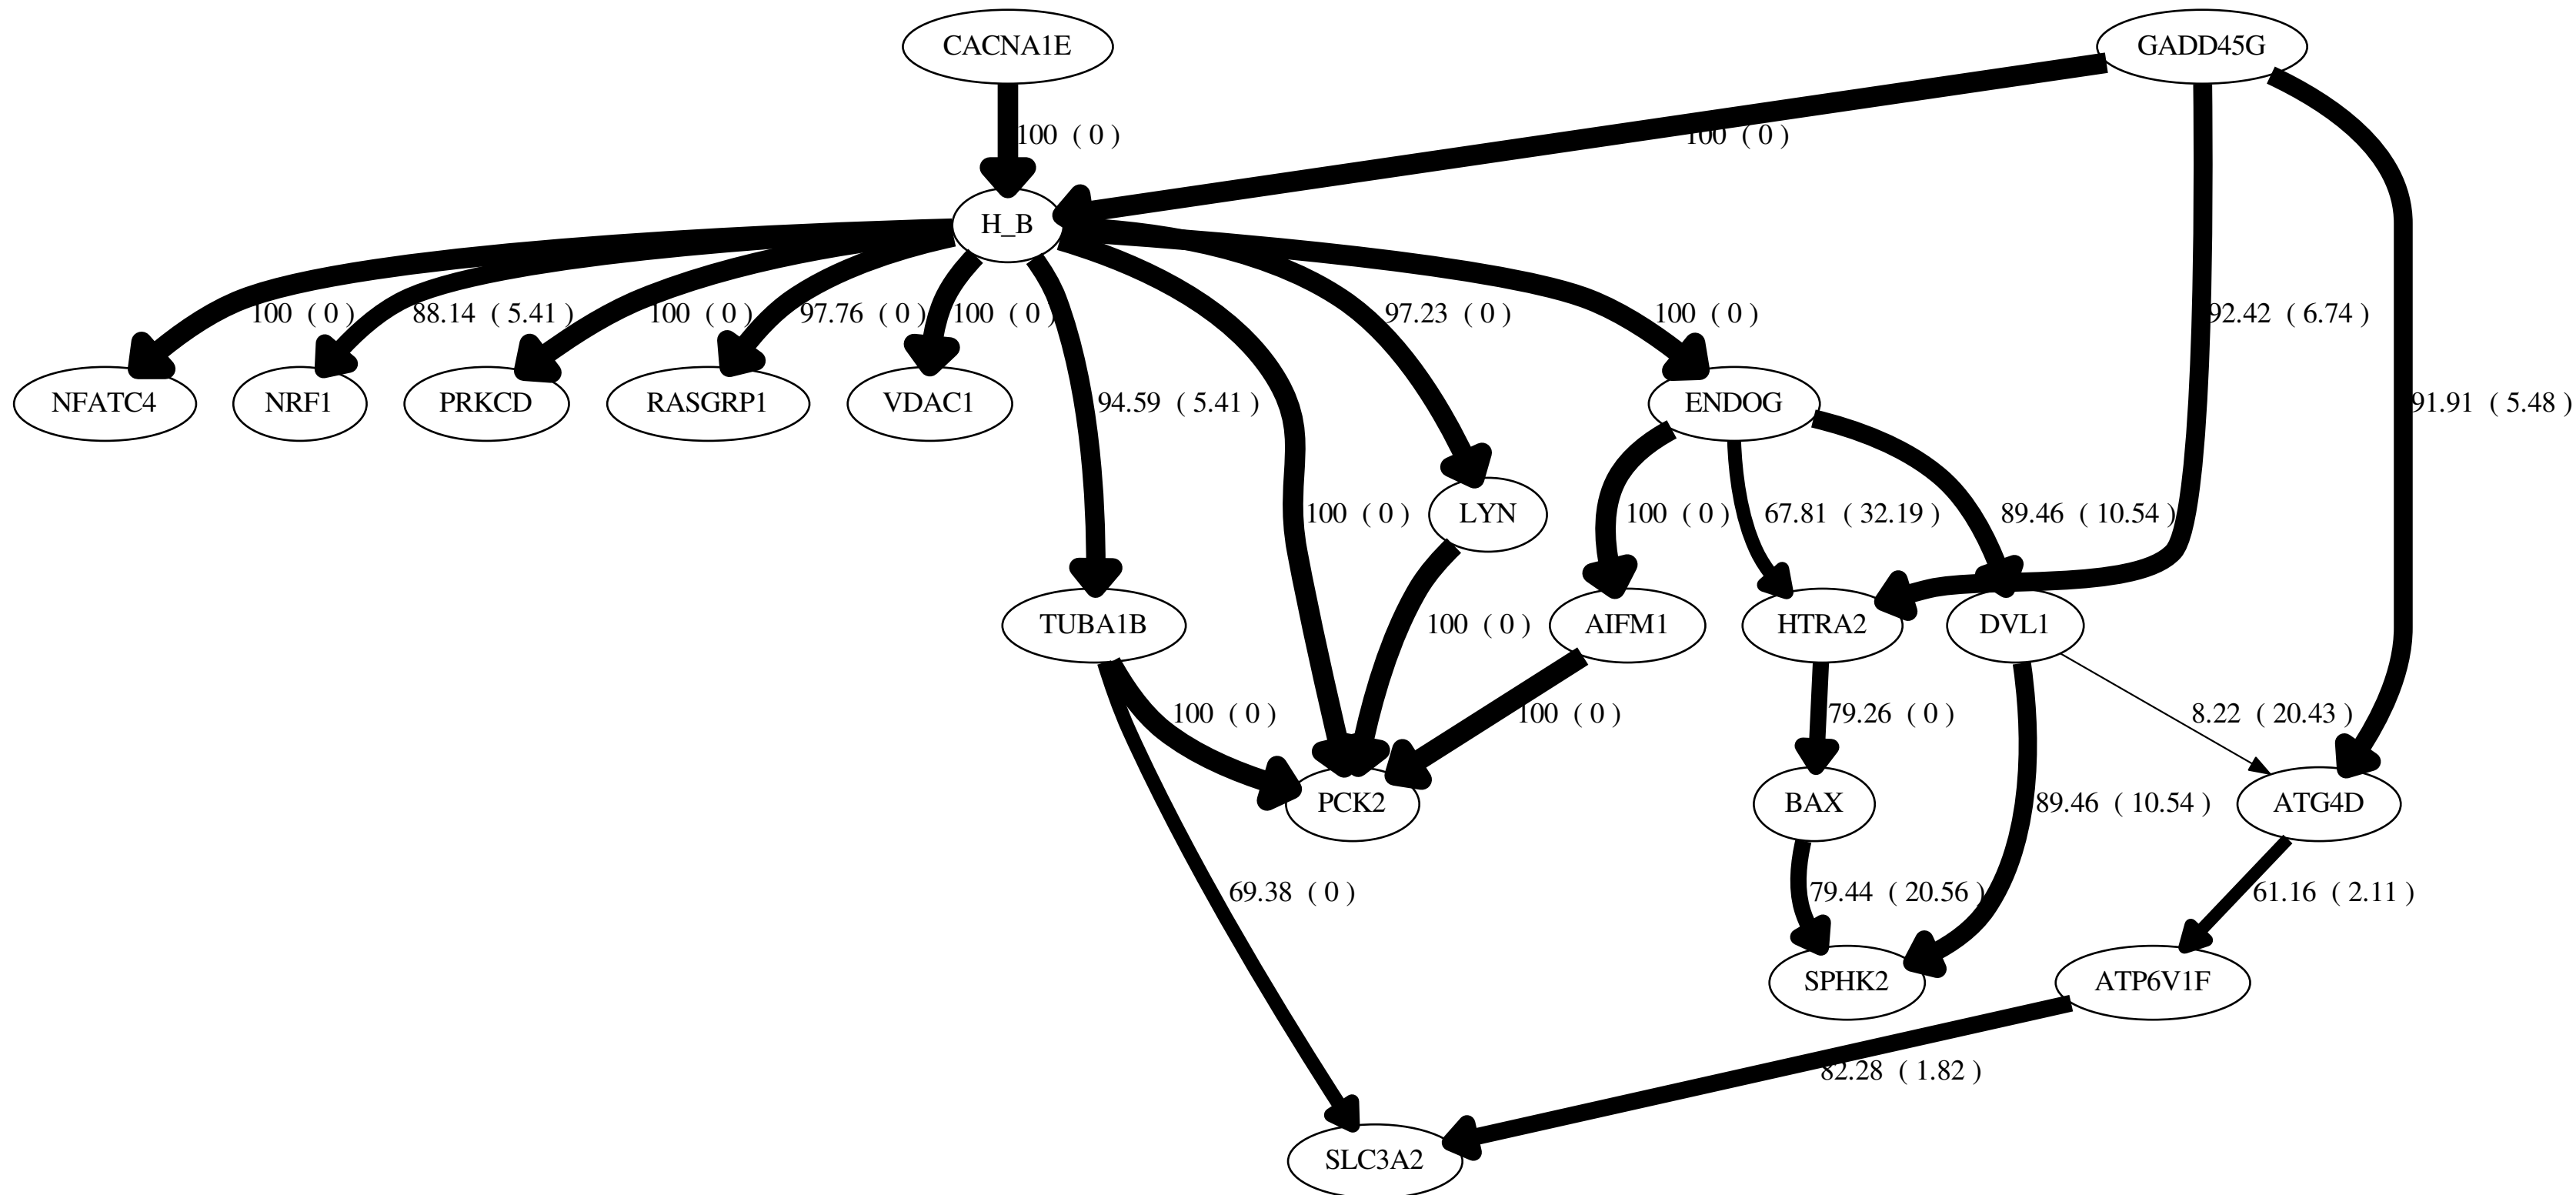 CACNA1E
GADD45G
100 ( 0 )
100 ( 0 )
H_B
100 ( 0 )
88.14 ( 5.41 )
100 ( 0 )
97.76 ( 0 )
100 ( 0 )
97.23 ( 0 )
100 ( 0 )
92.42 ( 6.74 )
NFATC4
NRF1
PRKCD
RASGRP1
VDAC1
94.59 ( 5.41 )
ENDOG
91.91 ( 5.48 )
100 ( 0 )
LYN
100 ( 0 )
67.81 ( 32.19 )
89.46 ( 10.54 )
TUBA1B
100 ( 0 )
AIFM1
HTRA2
DVL1
100 ( 0 )
100 ( 0 )
79.26 ( 0 )
8.22 ( 20.43 )
PCK2
BAX
89.46 ( 10.54 )
ATG4D
69.38 ( 0 )
79.44 ( 20.56 )
61.16 ( 2.11 )
SPHK2
ATP6V1F
82.28 ( 1.82 )
SLC3A2